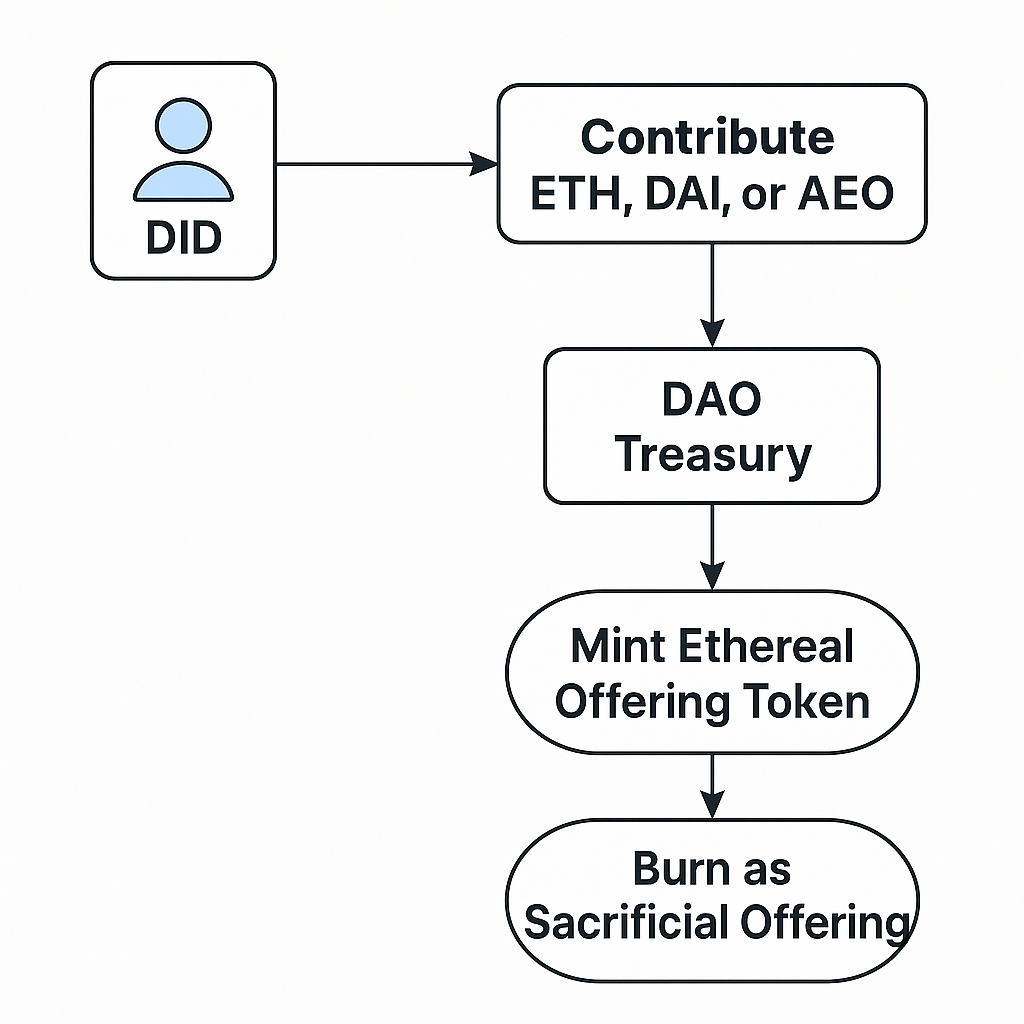 DID
Contribute
ETH, DAI, or AEO
DAO
Treasury
Mint Ethereal
Offering Token
Burn as
Sacrificial Offering